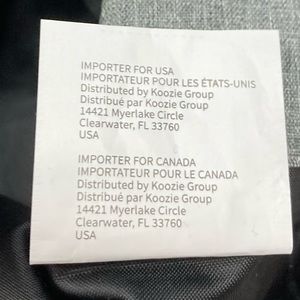 IMPORTER FOR USA
IMPORTATEUR POUR LES ÉTATS-UNIS
Distributed by Koozie Group
Distribué par Koozie Group
14421 Myerlake Circle
Clearwater, FL 33760
USA
IMPORTER FOR CANADA
IMPORTATEUR POUR LE CANADA
Distributed by Koozie Group
Distribué par Koozie Group
14421 Myerlake Circle
Clearwater, FL 33760
USA